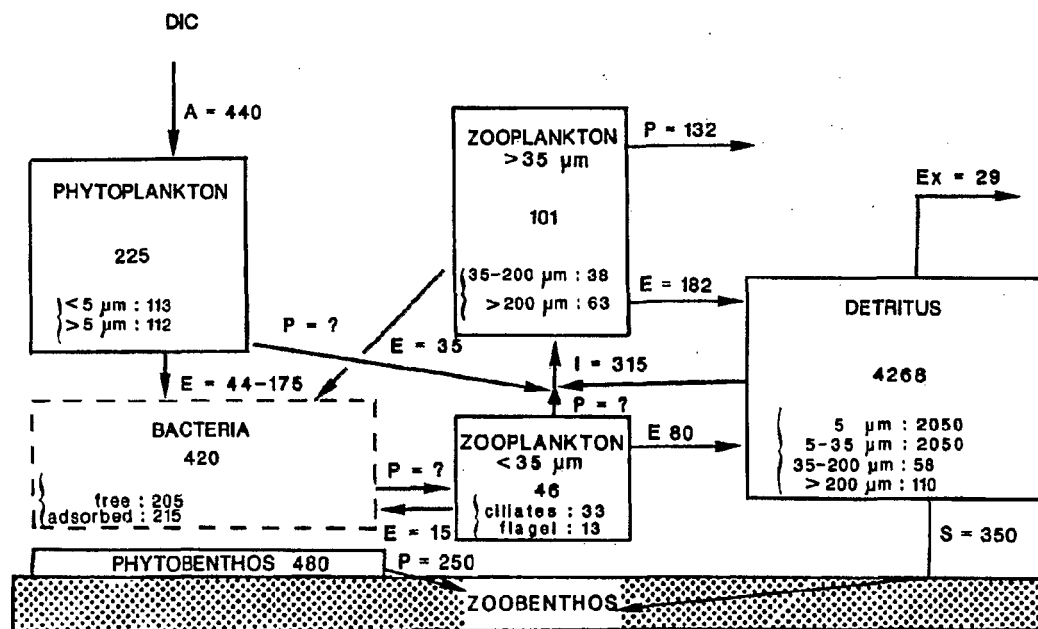 DIC
A = 440
PHYTOPLANKTON
225
< 5 µm : 113
> 5 µm : 112
P = ?
E = 44-175
ZOOPLANKTON
>35 µm
101
35-200 µm : 38
>200 µm : 63
P = 132
E = 182
E = 35
I = 315
P = ?
Ex = 29
DETRITUS
4268
5 µm : 2050
5-35 µm : 2050
35-200 µm : 58
>200 µm : 110
S = 350
BACTERIA
420
free : 205
adsorbed : 215
P = ?
E = 15
ZOOPLANKTON
<35 µm
46
ciliates : 33
flagel : 13
E 80
PHYTOBENTHOS 480
P = 250
ZOOBENTHOS